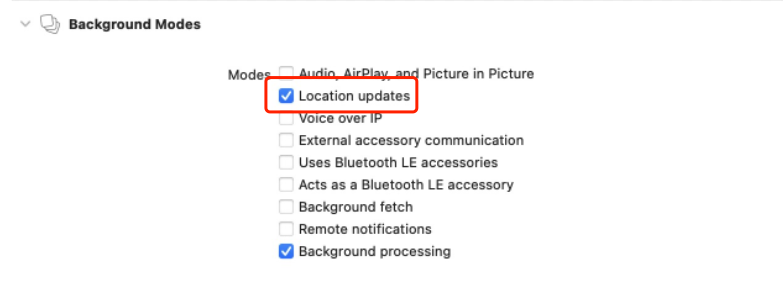 Background Modes
Modes Audio, AirPlay, and Picture in Picture
Location updates
Voice over IP
External accessory communication
Uses Bluetooth LE accessories
Acts as a Bluetooth LE accessory
Background fetch
Remote notifications
Background processing